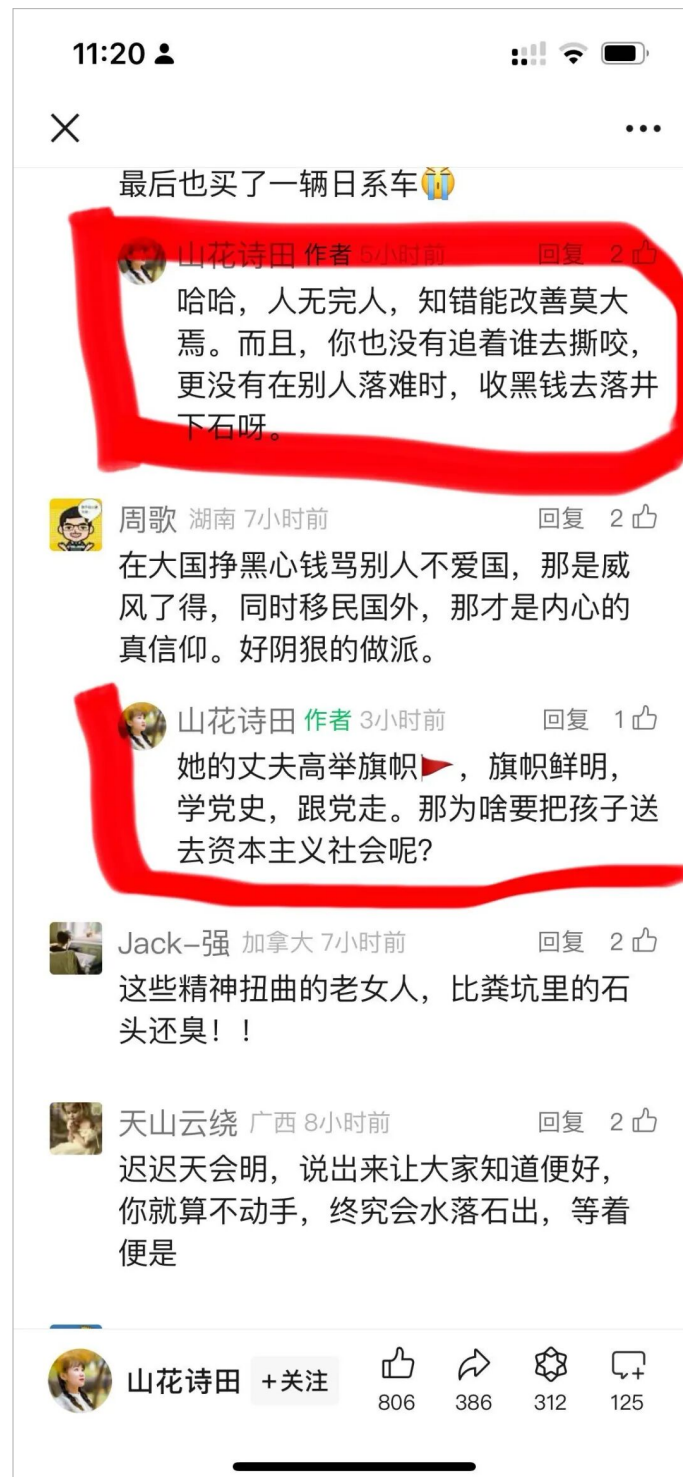 11:20
最后也买了一辆日系车😭
山花诗田 作者 5小时前 回复 2
哈哈，人无完人，知错能改善莫大
焉。而且，你也没有追着谁去撕咬，
更没有在别人落难时，收黑钱去落井
下石呀。
周歌 湖南 7小时前 回复 2
在大国挣黑心钱骂别人不爱国，那是威
风了得，同时移民国外，那才是内心的
真信仰。好阴狠的做派。
山花诗田 作者 3小时前 回复 1
她的丈夫高举旗帜🚩，旗帜鲜明，
学党史，跟党走。那为啥要把孩子送
去资本主义社会呢？
Jack-强 加拿大 7小时前 回复 2
这些精神扭曲的老女人，比粪坑里的石
头还臭！！
天山云绕 广西 8小时前 回复 2
迟迟天会明，说出来让大家知道便好，
你就算不动手，终究会水落石出，等着
便是
山花诗田 +关注 806 386 312 125